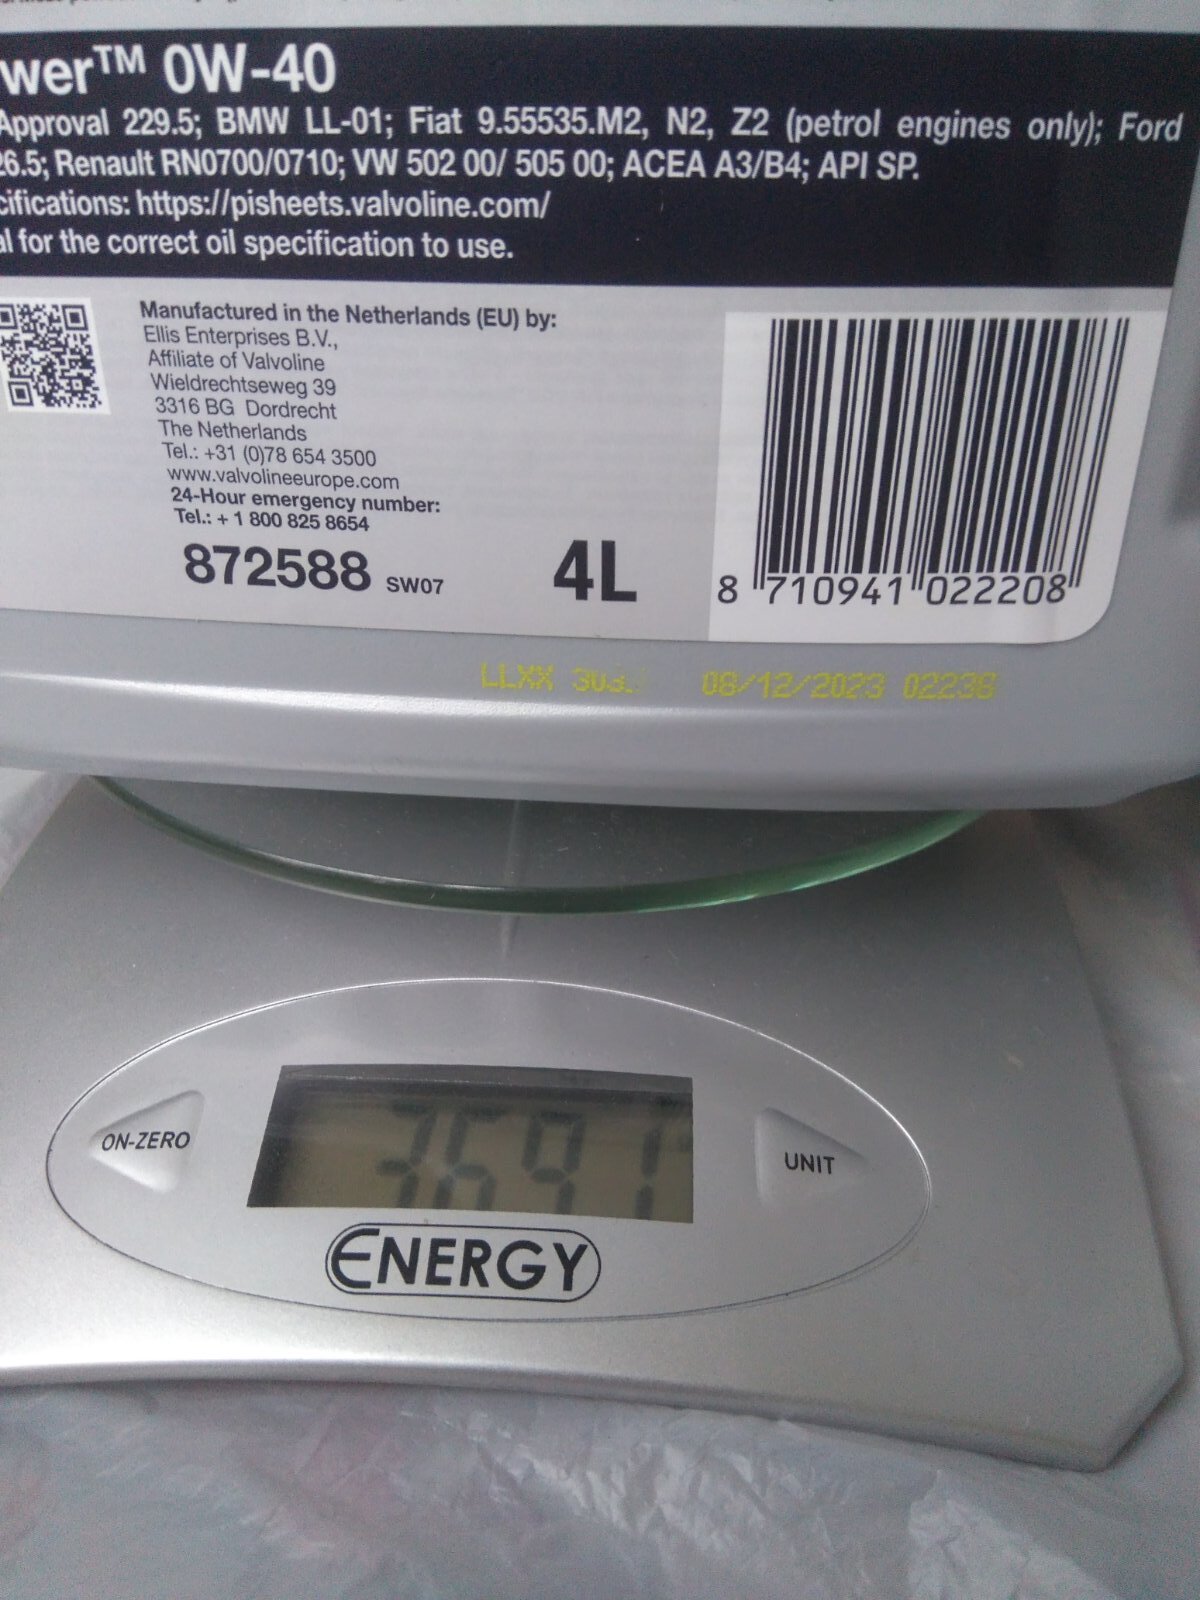 wer™ 0W-40
Approval 229.5; BMW LL-01; Fiat 9.55535.M2, N2, Z2 (petrol engines only); Ford
26.5; Renault RN0700/0710; VW 502 00/ 505 00; ACEA A3/B4; API SP.
cifications: https://pisheets.valvoline.com/
al for the correct oil specification to use.
Manufactured in the Netherlands (EU) by:
Ellis Enterprises B.V.,
Affiliate of Valvoline
Wieldrechtseweg 39
3316 BG Dordrecht
The Netherlands
Tel.: +31 (0)78 654 3500
www.valvolineeurope.com
24-Hour emergency number:
Tel.: + 1 800 825 8654
872588 SW07
4L
8 710941 022208
LLXX 08/12/2023 02236
ON-ZERO
3691
UNIT
ENERGY